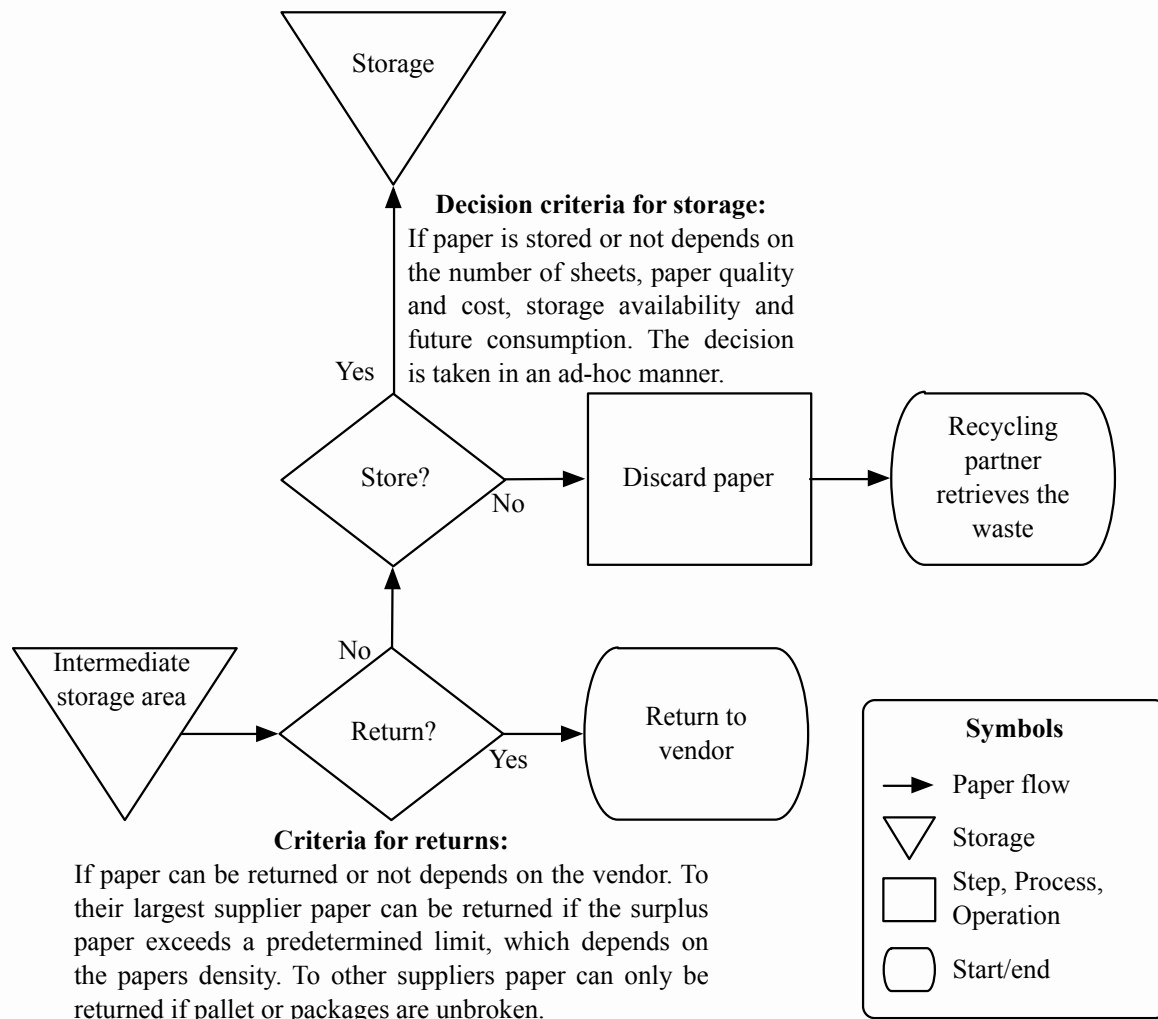 Storage
Decision criteria for storage:
If paper is stored or not depends on
the number of sheets, paper quality
and cost, storage availability and
future consumption. The decision
is taken in an ad-hoc manner.
Yes
Store?
No
Discard paper
Recycling
partner
retrieves the
waste
No
Intermediate
storage area
Return?
Yes
Return to
vendor
Criteria for returns:
If paper can be returned or not depends on the vendor. To
their largest supplier paper can be returned if the surplus
paper exceeds a predetermined limit, which depends on
the papers density. To other suppliers paper can only be
returned if pallet or packages are unbroken.
Symbols
Paper flow
Storage
Step, Process,
Operation
Start/end